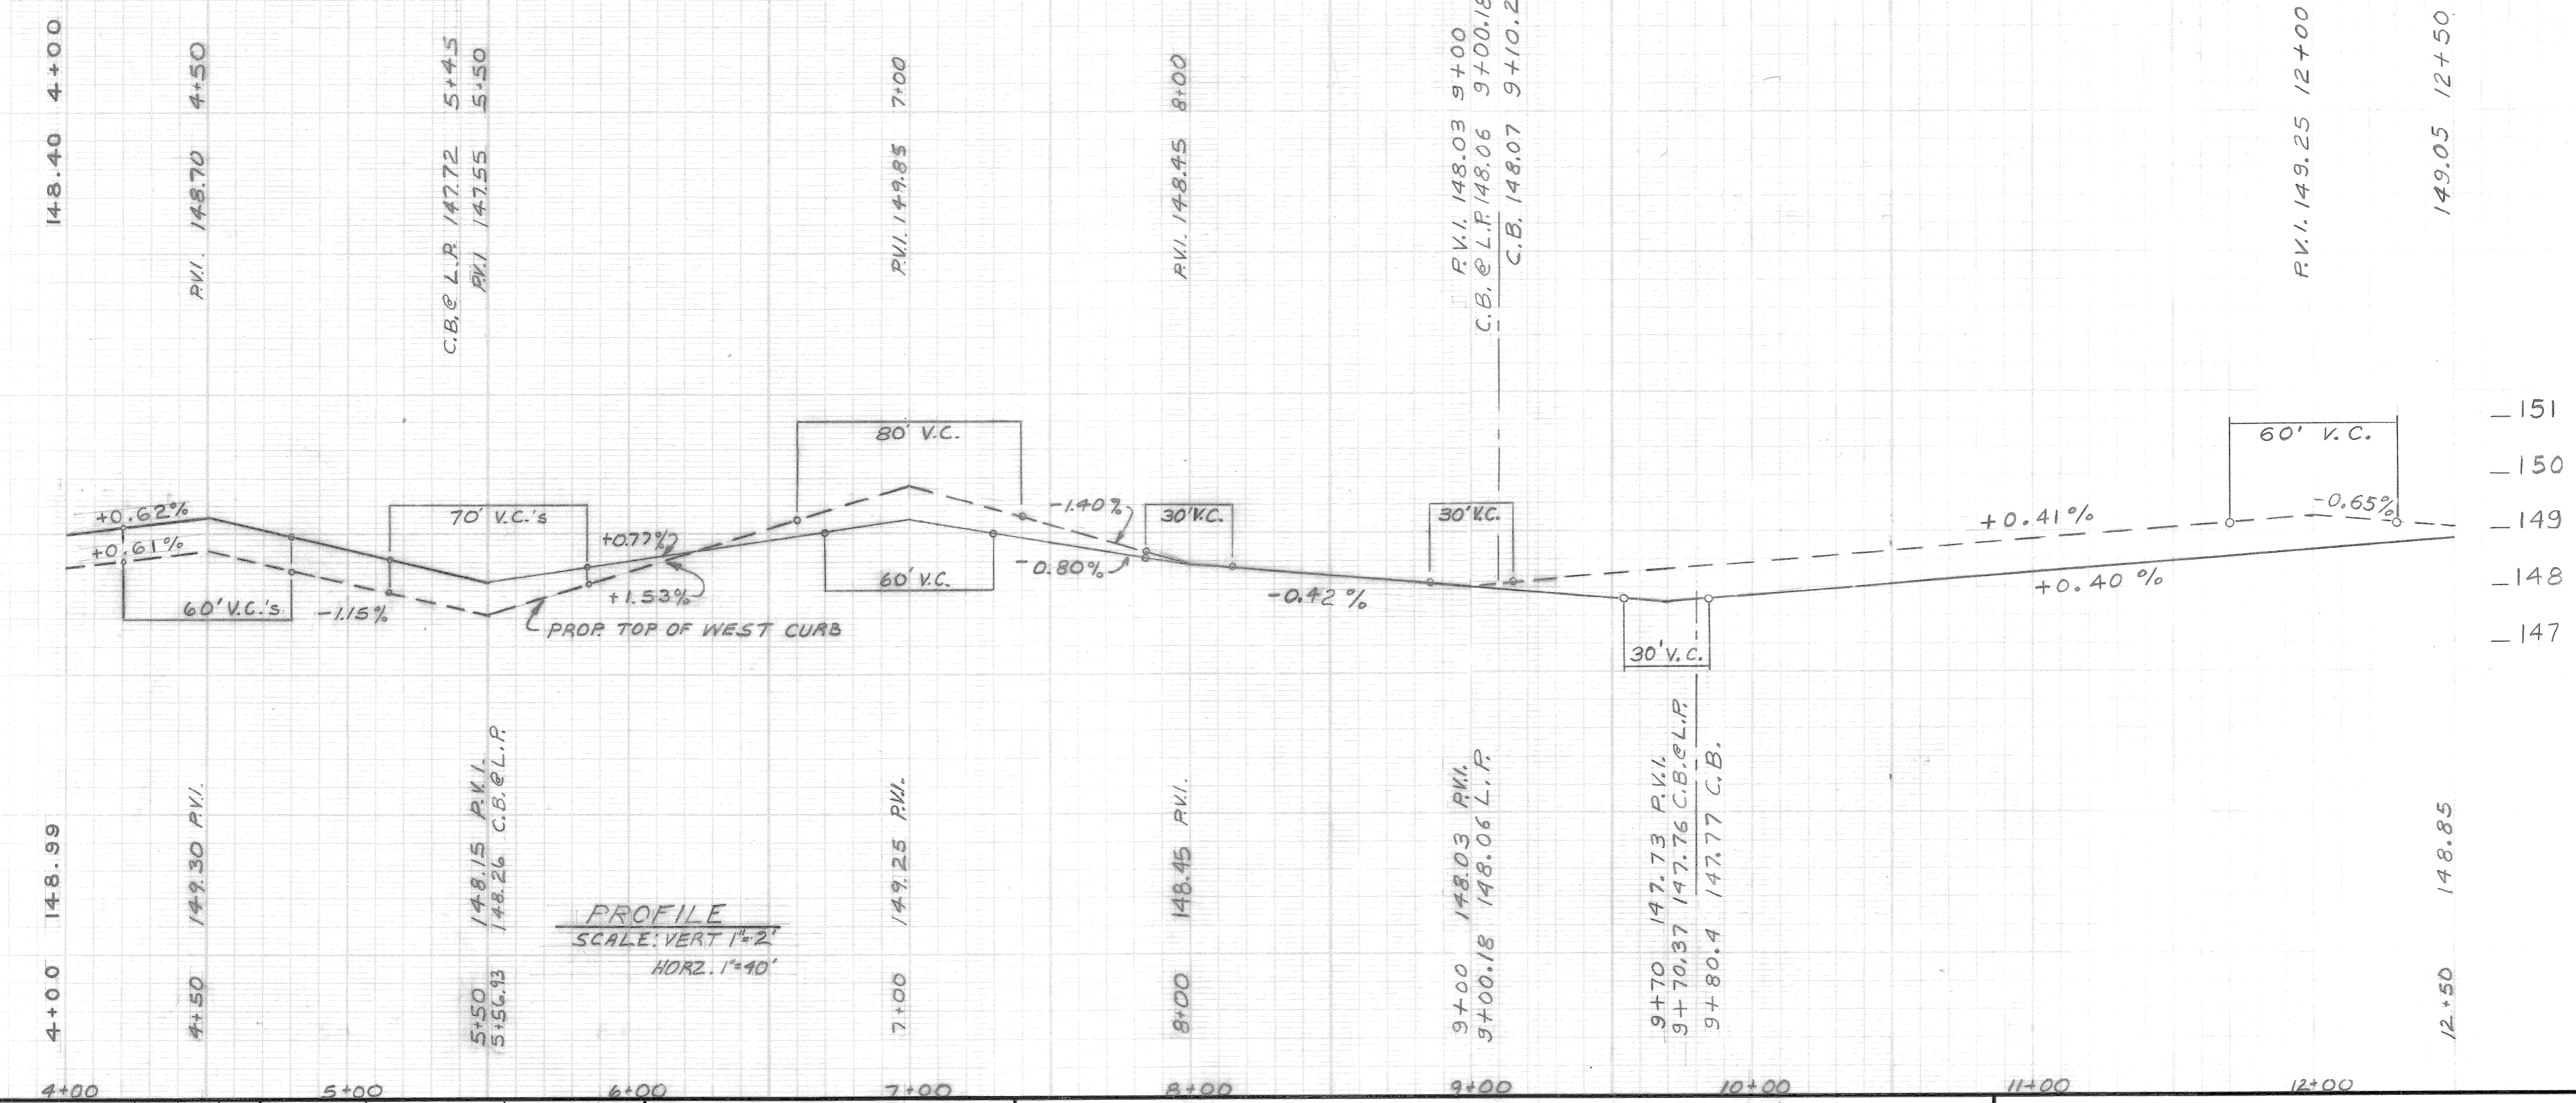 148.40 4+00
P.V.I. 148.70 4+50
C.B.@ L.P. 147.72 5+45
P.V.I 147.55 5+50
P.V.I. 149.85 7+00
P.V.I. 148.45 8+00
P.V.I. 148.03 9+00
C.B. @ L.P. 148.06 9+00.18
C.B. 148.07 9+10.2
P.V.I. 149.25 12+00
149.05 12+50
151
150
149
148
147
+0.62%
+0.61%
60' V.C.'s
-1.15%
70' V.C.'s
+0.77%
+1.53%
PROP. TOP OF WEST CURB
80' V.C.
60' V.C.
-1.40%
-0.80%
30' V.C.
-0.42 %
30' V.C.
30' V.C.
+0.41%
+0.40 %
60' V. C.
-0.65%
4+00 148.99
4+50 149.30 P.V.I.
5+50 148.15 P.V.I.
5+56.93 148.26 C.B.@L.P.
PROFILE
SCALE: VERT 1"=2'
HORZ. 1"=40'
7+00 149.25 P.V.I.
8+00 148.45 P.V.I.
9+00 148.03 P.V.I.
9+00.18 148.06 L.P.
9+70 147.73 P.V.I.
9+70.37 147.76 C.B.@L.P.
9+80.4 147.77 C.B.
12+50 148.85
4+00 5+00 6+00 7+00 8+00 9+00 10+00 11+00 12+00